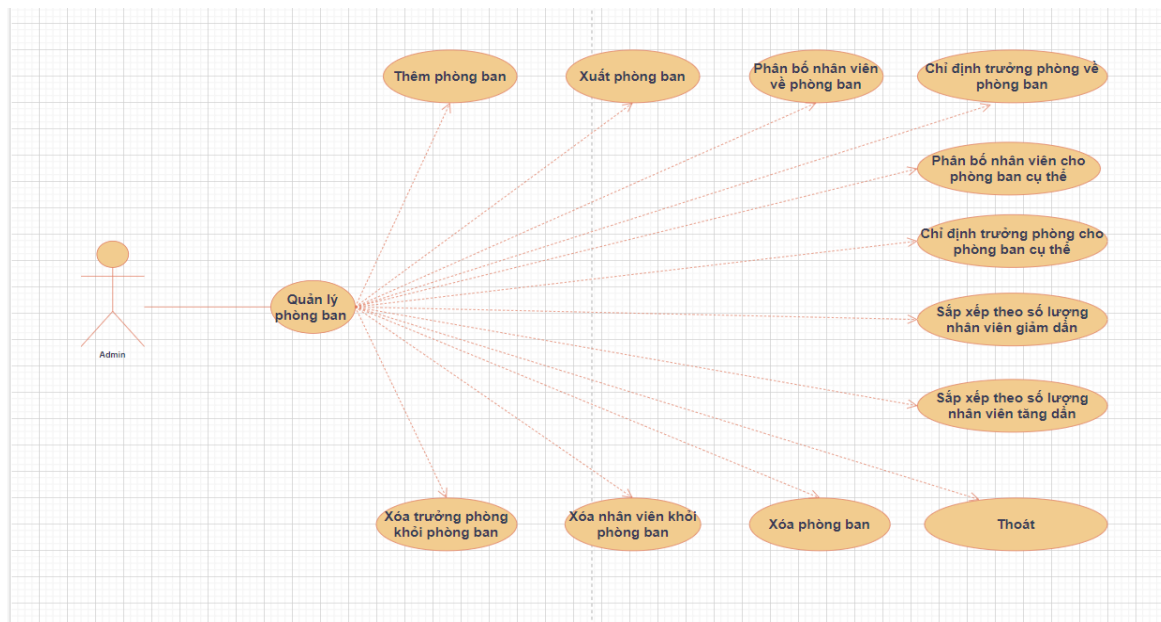 Thêm phòng ban
Xuất phòng ban
Phân bố nhân viên
về phòng ban
Chỉ định trưởng phòng về
phòng ban
Phân bố nhân viên cho
phòng ban cụ thể
Chỉ định trưởng phòng cho
phòng ban cụ thể
Quản lý
phòng ban
Admin
Sắp xếp theo số lượng
nhân viên giảm dần
Sắp xếp theo số lượng
nhân viên tăng dần
Xóa trưởng phòng
khỏi phòng ban
Xóa nhân viên khỏi
phòng ban
Xóa phòng ban
Thoát